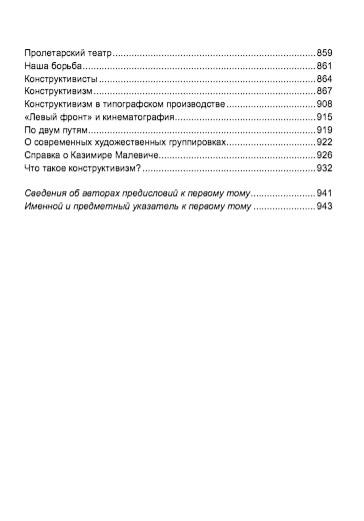 Пролетарский театр 859
Наша борьба 861
Конструктивисты 864
Конструктивизм 867
Конструктивизм в типографском производстве 908
«Левый фронт» и кинематография 915
По двум путям 919
О современных художественных группировках 922
Справка о Казимире Малевиче 926
Что такое конструктивизм? 932
Сведения об авторах предисловий к первому тому 941
Именной и предметный указатель к первому тому 943